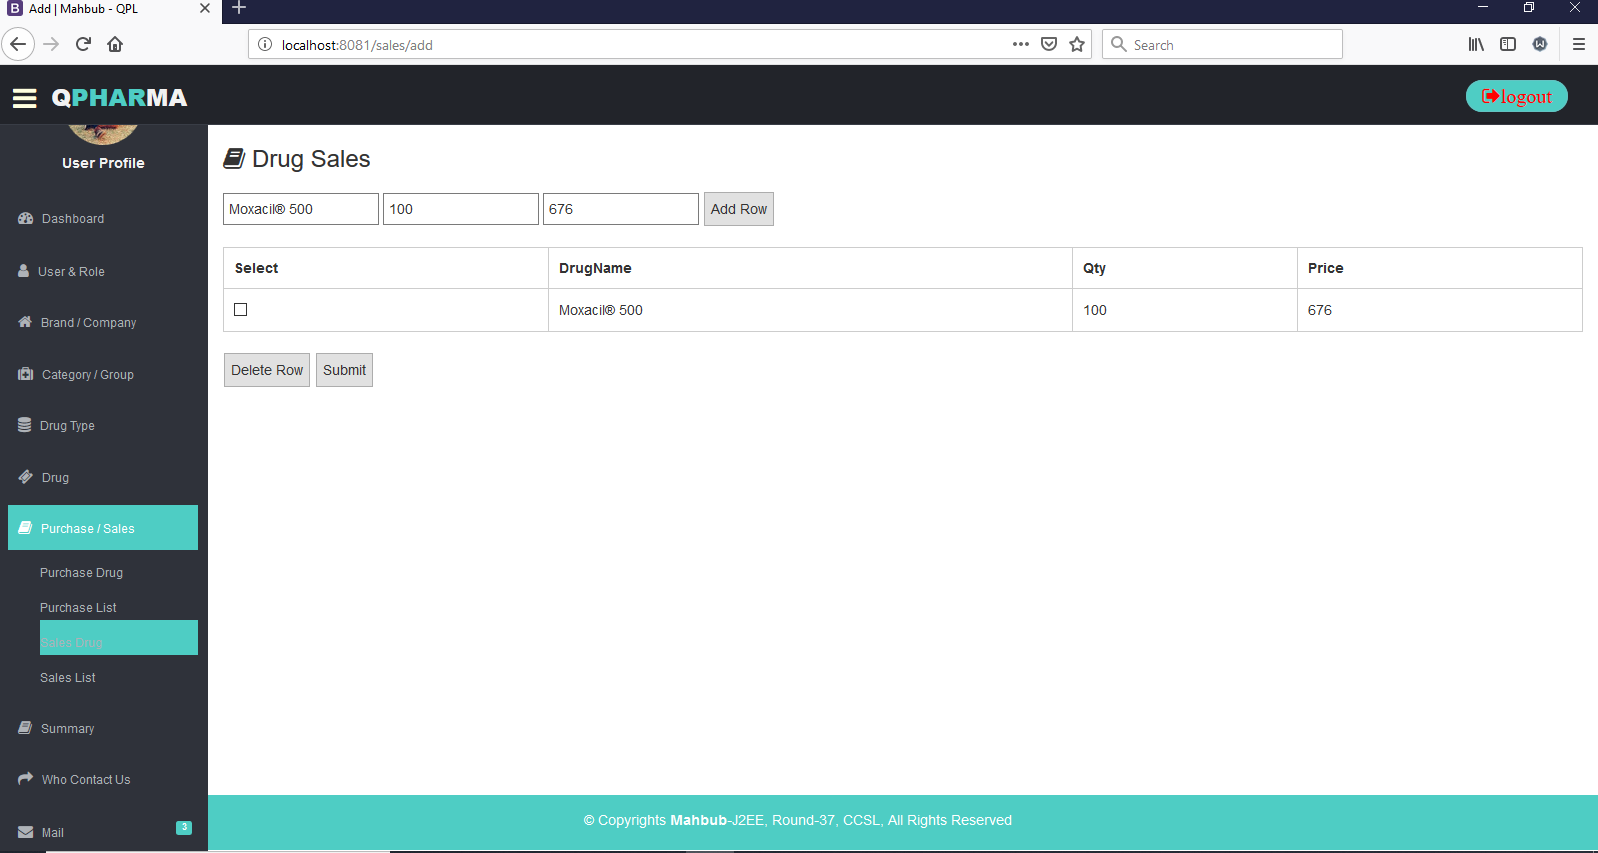 Add | Mahbub - QPL
localhost:8081/sales/add
Search
QPHARMA
logout
User Profile
Dashboard
User & Role
Brand / Company
Category / Group
Drug Type
Drug
Purchase / Sales
Purchase Drug
Purchase List
Sales Drug
Sales List
Summary
Who Contact Us
Mail 3
Drug Sales
Moxacil® 500 100 676 Add Row
Select DrugName Qty Price
Moxacil® 500 100 676
Delete Row Submit
© Copyrights Mahbub-J2EE, Round-37, CCSL, All Rights Reserved